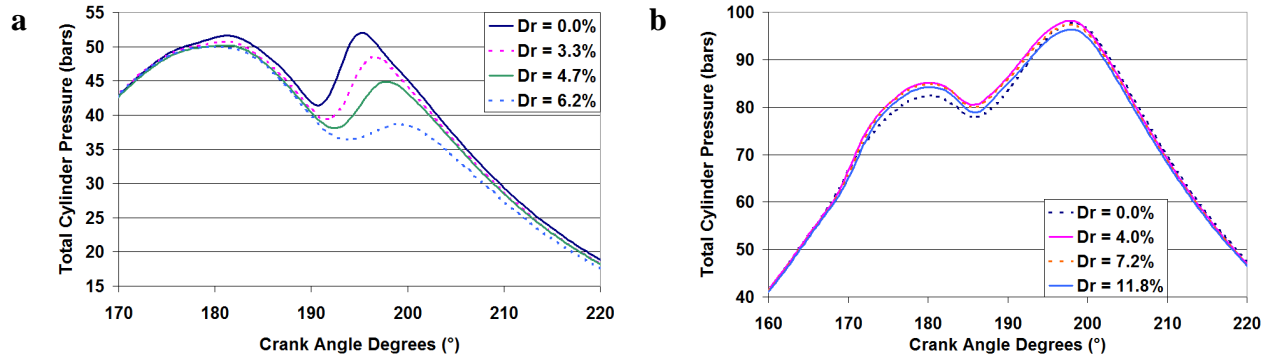 a
Total Cylinder Pressure (bars)
55
50
45
40
35
30
25
20
15
170
180
190
200
210
220
Crank Angle Degrees (°)
Dr = 0.0%
Dr = 3.3%
Dr = 4.7%
Dr = 6.2%
b
Total Cylinder Pressure (bars)
100
90
80
70
60
50
40
160
170
180
190
200
210
220
Crank Angle Degrees (°)
Dr = 0.0%
Dr = 4.0%
Dr = 7.2%
Dr = 11.8%